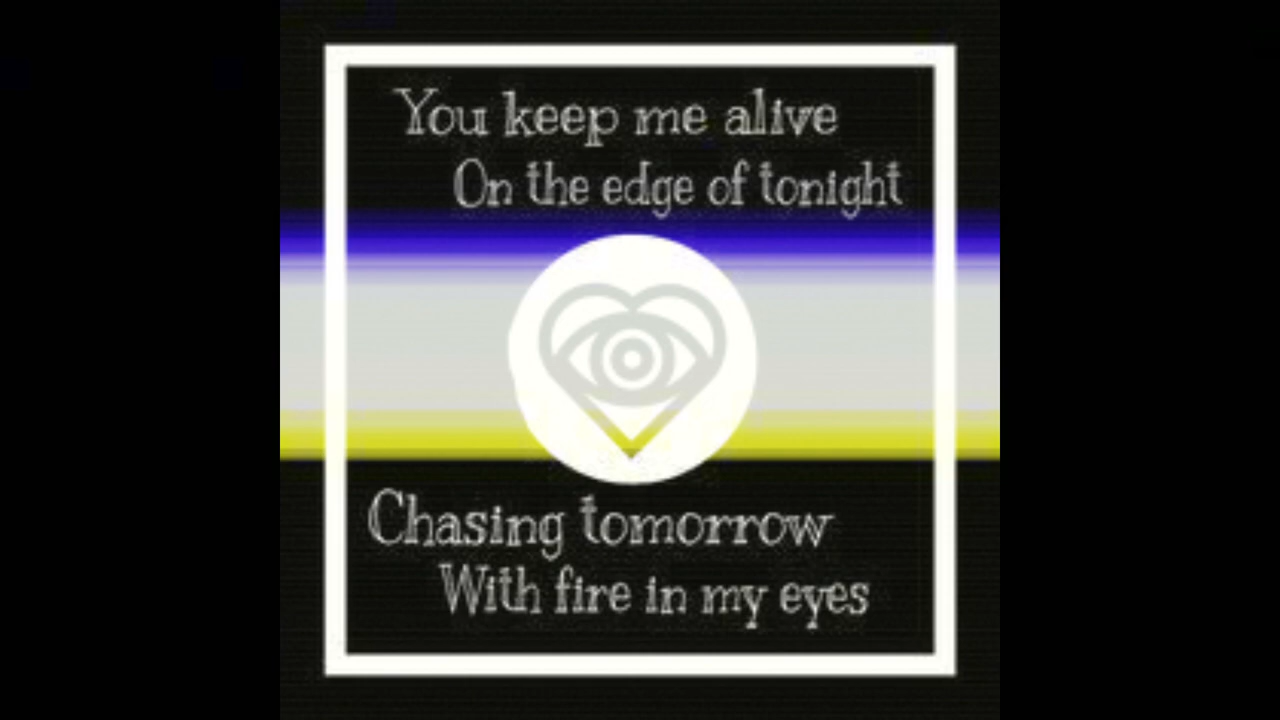 You keep me alive
On the edge of tonight
Chasing tomorrow
With fire in my eyes